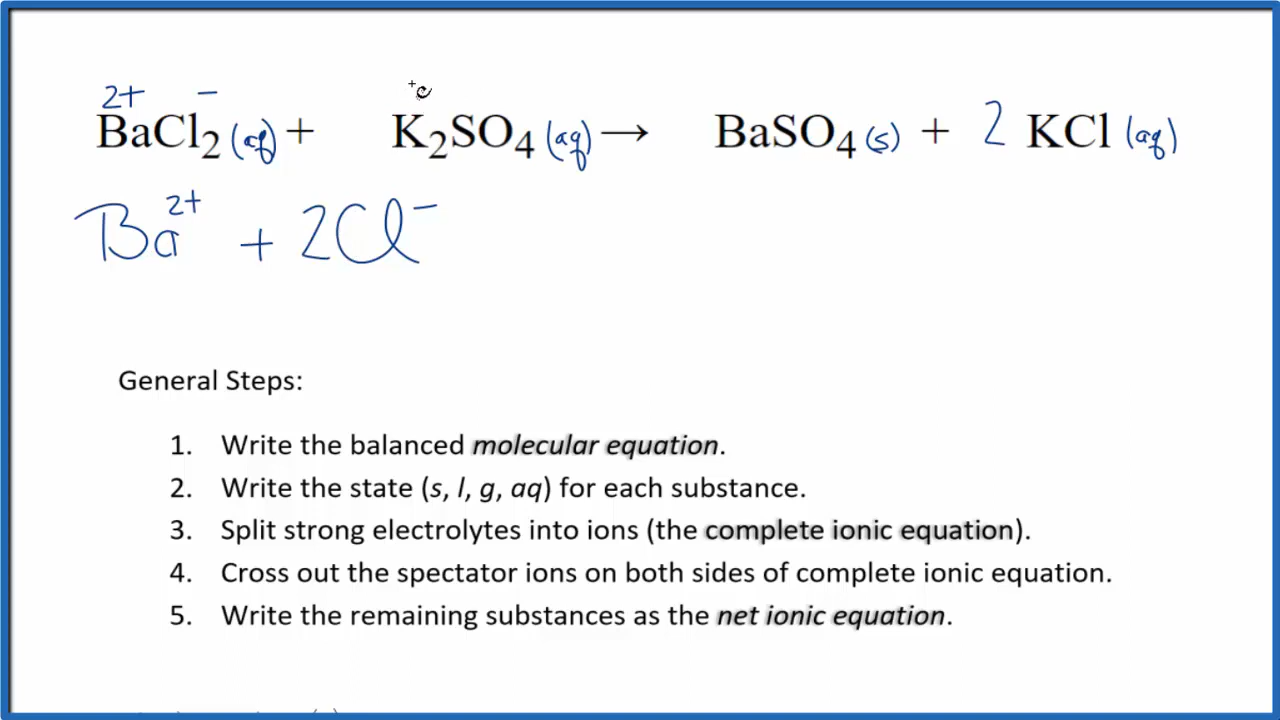 2+ –
+
BaCl₂ (aq) + K₂SO₄ (aq) → BaSO₄ (s) + 2 KCl (aq)
Ba²⁺ + 2Cl⁻
General Steps:
1. Write the balanced molecular equation.
2. Write the state (s, l, g, aq) for each substance.
3. Split strong electrolytes into ions (the complete ionic equation).
4. Cross out the spectator ions on both sides of complete ionic equation.
5. Write the remaining substances as the net ionic equation.